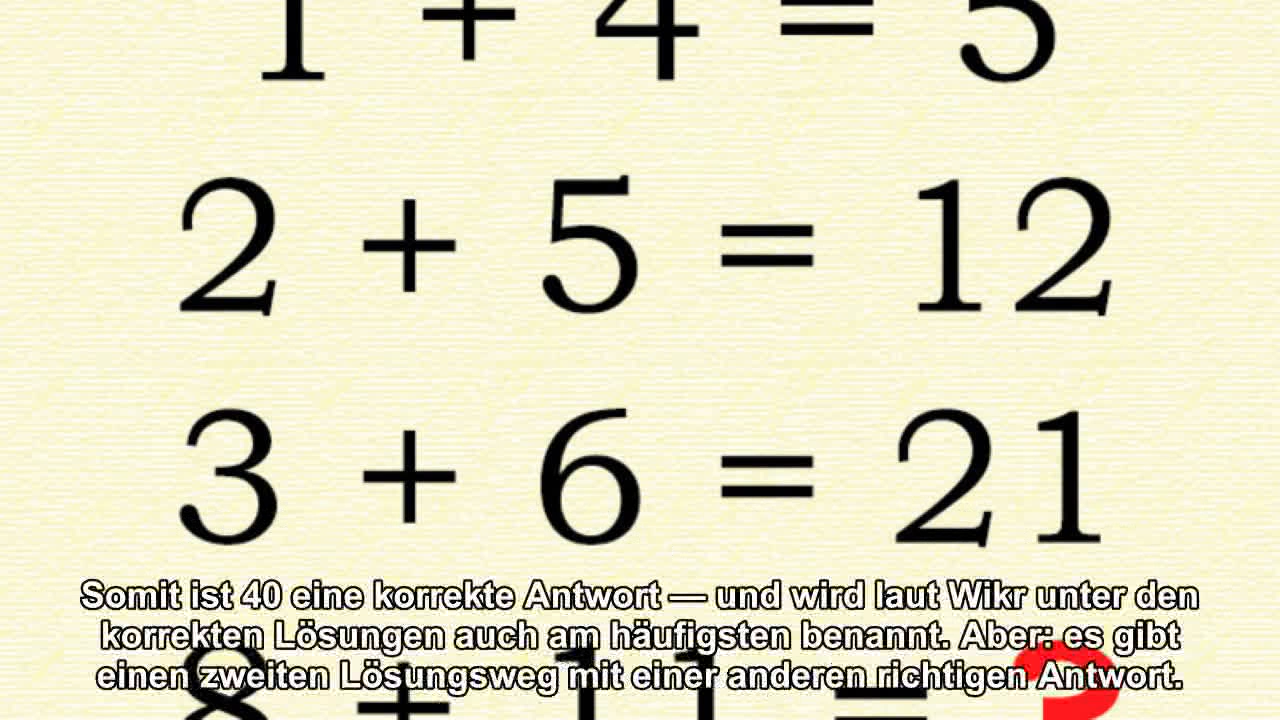 1 + 4 = 5
2 + 5 = 12
3 + 6 = 21
Somit ist 40 eine korrekte Antwort — und wird laut Wikr unter den
korrekten Lösungen auch am häufigsten benannt. Aber: es gibt
einen zweiten Lösungsweg mit einer anderen richtigen Antwort.
8 + 11 = ?